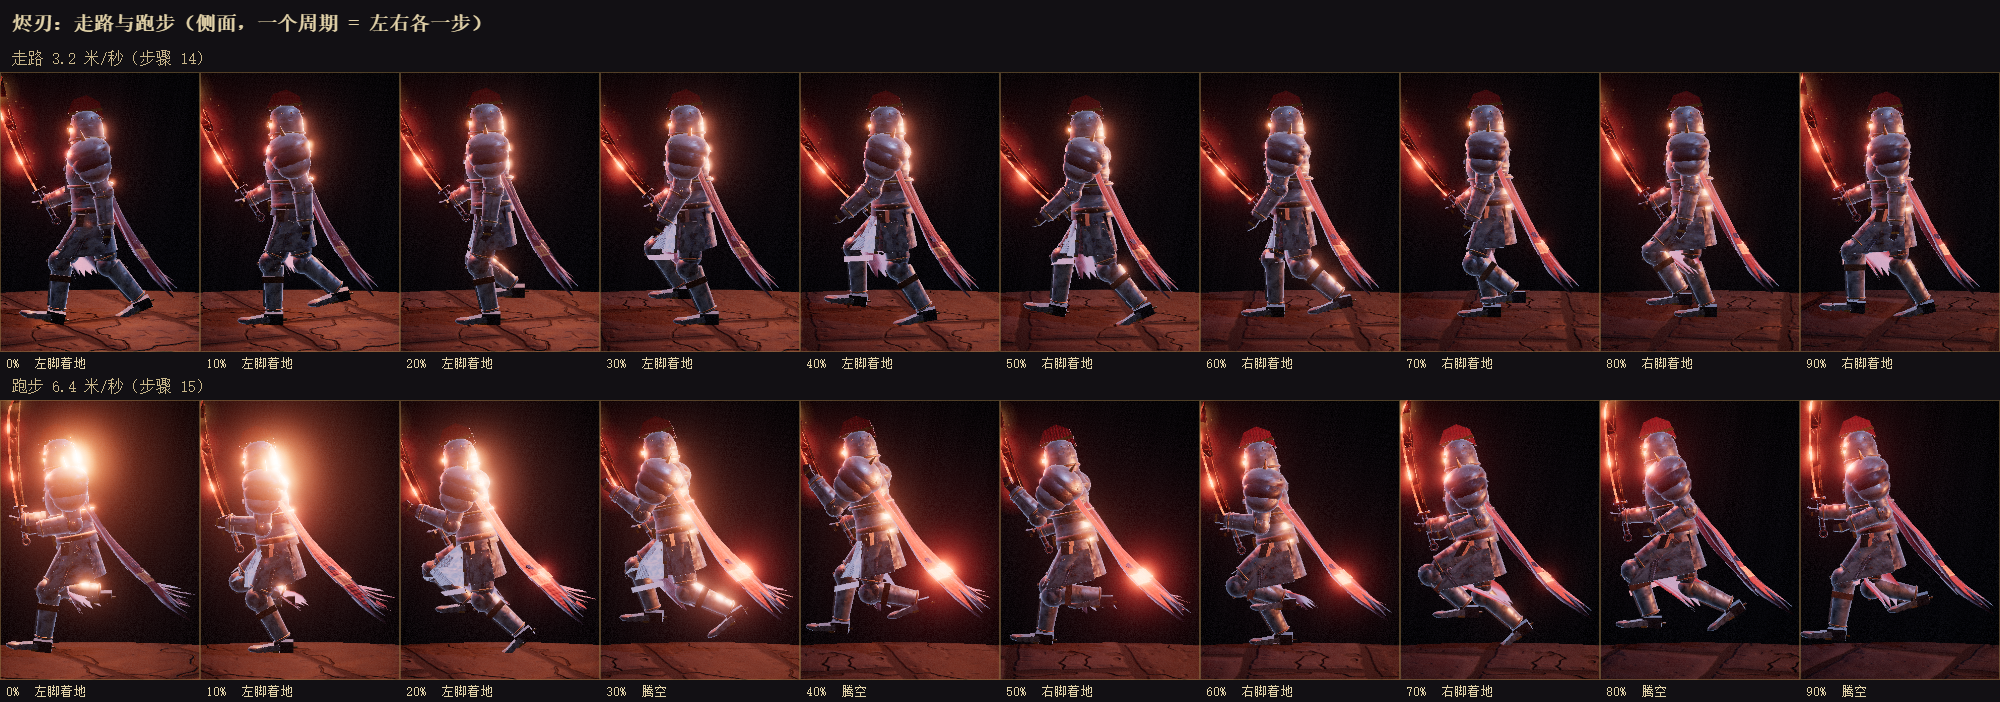 烬刃：走路与跑步（侧面，一个周期 = 左右各一步）
走路 3.2 米/秒（步骤 14）
0% 左脚着地
10% 左脚着地
20% 左脚着地
30% 左脚着地
40% 左脚着地
50% 右脚着地
60% 右脚着地
70% 右脚着地
80% 右脚着地
90% 右脚着地
跑步 6.4 米/秒（步骤 15）
0% 左脚着地
10% 左脚着地
20% 左脚着地
30% 腾空
40% 腾空
50% 右脚着地
60% 右脚着地
70% 右脚着地
80% 腾空
90% 腾空